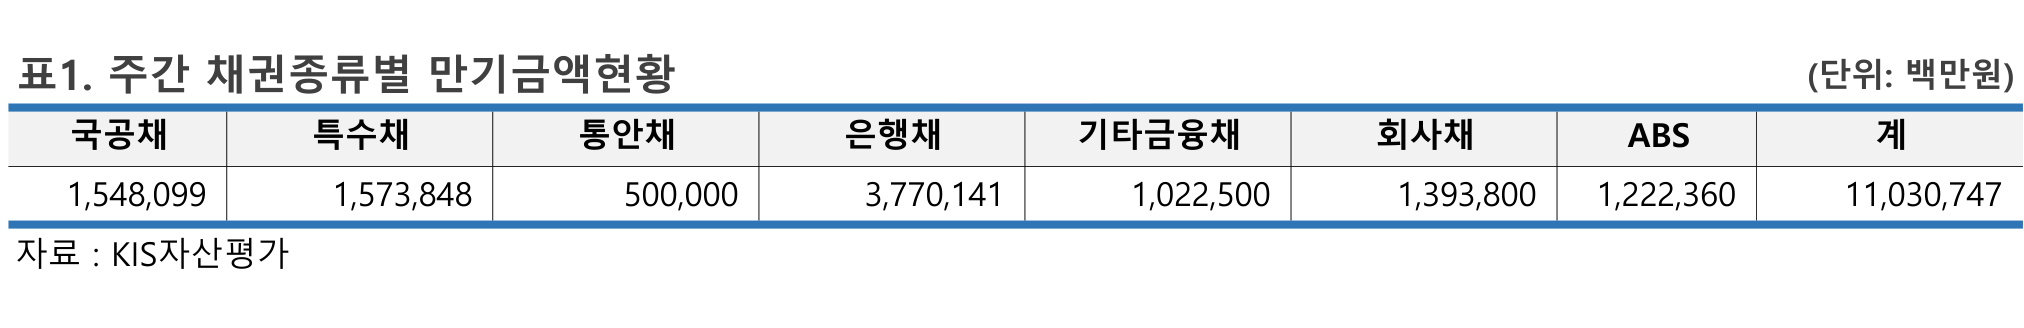 표1. 주간 채권종류별 만기금액현황 (단위: 백만원)
국공채 특수채 통안채 은행채 기타금융채 회사채 ABS 계
1,548,099 1,573,848 500,000 3,770,141 1,022,500 1,393,800 1,222,360 11,030,747
자료 : KIS자산평가